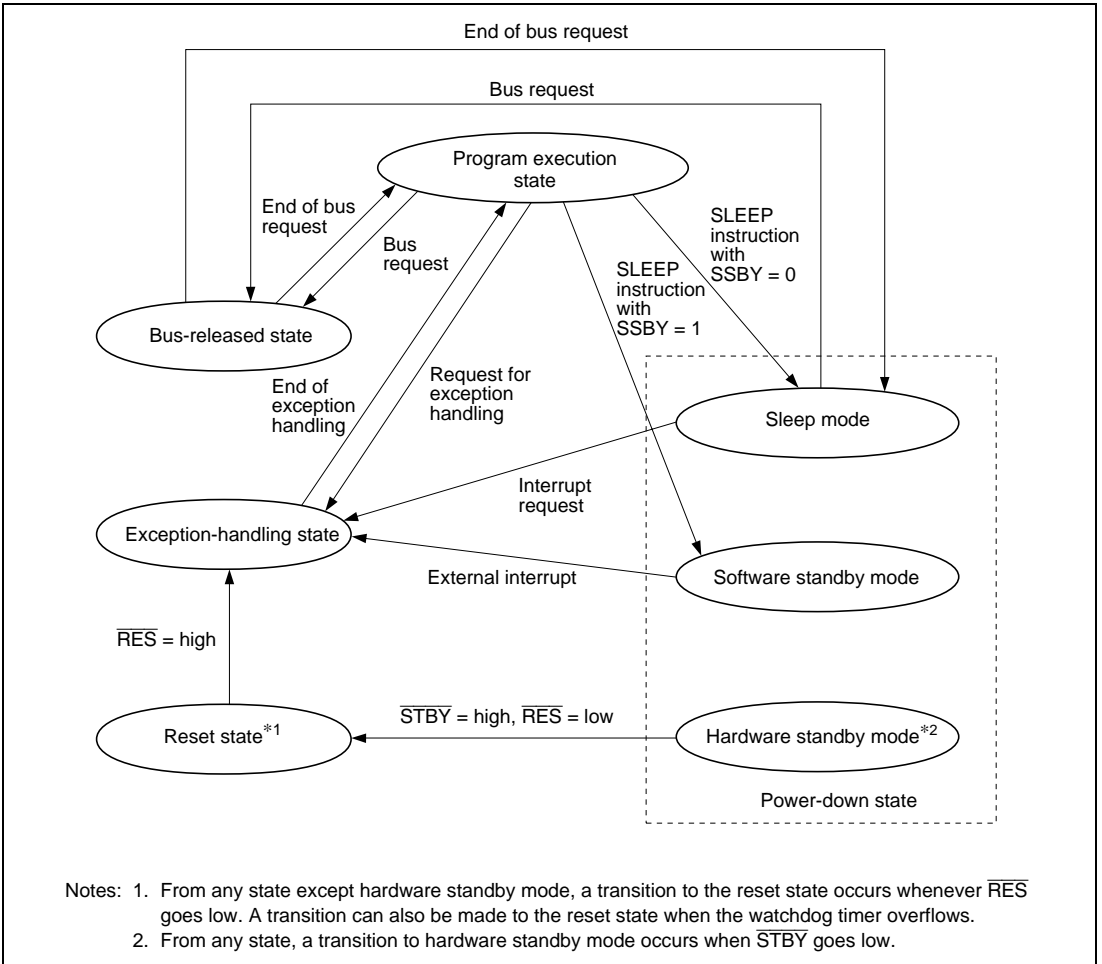 End of bus request
Bus request
Program execution
state
End of bus
request
Bus
request
SLEEP
instruction
with
SSBY = 0
SLEEP
instruction
with
SSBY = 1
Bus-released state
End of
exception
handling
Request for
exception
handling
Sleep mode
Interrupt
request
Exception-handling state
External interrupt
Software standby mode
R̅E̅S̅ = high
S̅T̅B̅Y̅ = high, R̅E̅S̅ = low
Reset state*1
Hardware standby mode*2
Power-down state
Notes: 1. From any state except hardware standby mode, a transition to the reset state occurs whenever R̅E̅S̅
goes low. A transition can also be made to the reset state when the watchdog timer overflows.
2. From any state, a transition to hardware standby mode occurs when S̅T̅B̅Y̅ goes low.